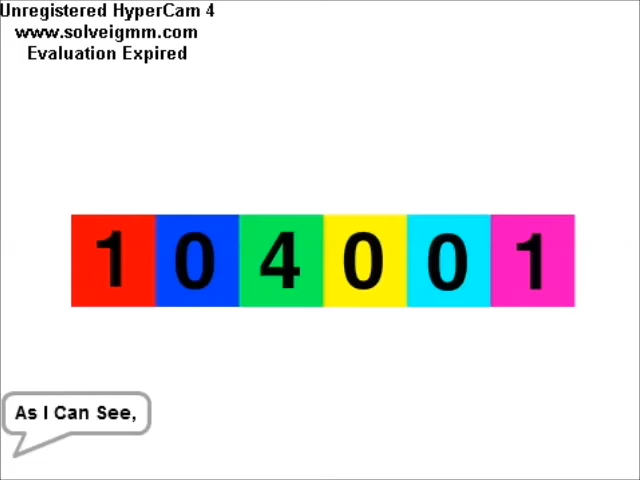 Unregistered HyperCam 4
www.solveigmm.com
Evaluation Expired
104001
As I Can See,